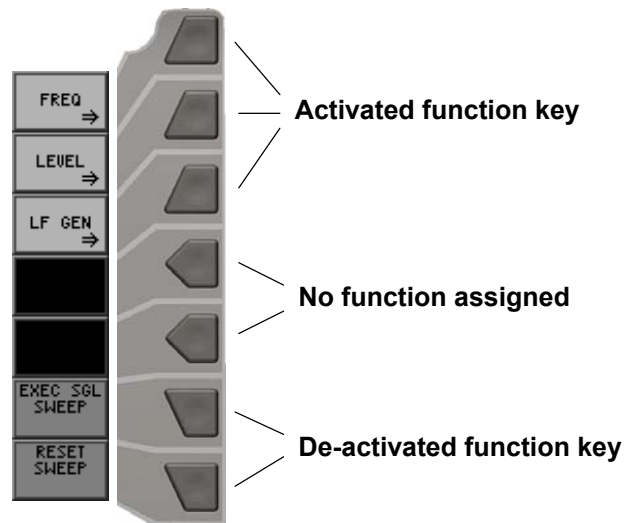 FREQ
⇒
LEVEL
⇒
LF GEN
⇒
EXEC SGL
SWEEP
RESET
SWEEP
Activated function key
No function assigned
De-activated function key